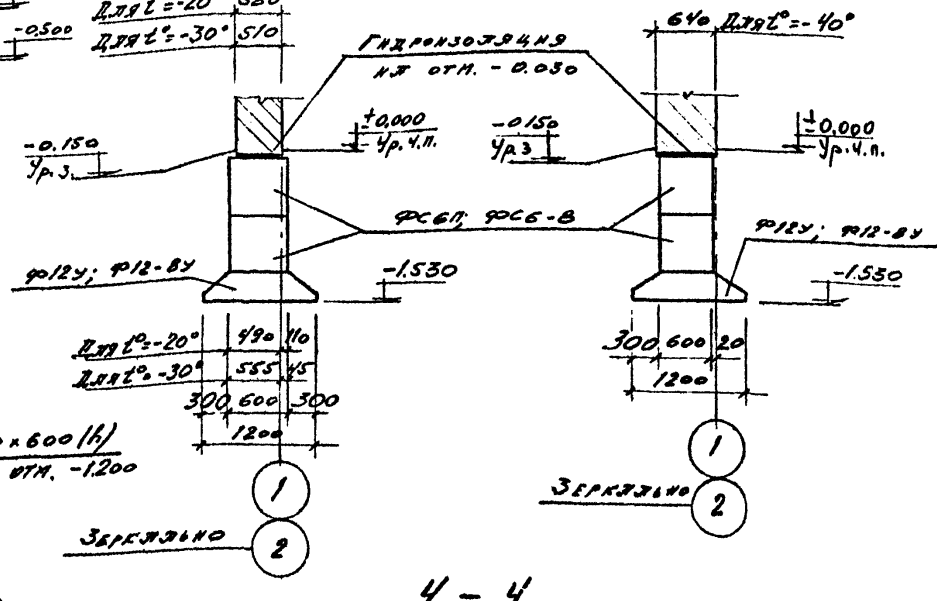 Для t°=-20°
-0.500
Для t°=-30° 510
Гидроизоляция
на отм. -0.030
640 Для t°=-40°
-0.150
Ур.з.
±0.000
Ур.ч.п.
-0.150
Ур.з
±0.000
Ур.ч.п.
ФС6П; ФС6-В
Ф12У; Ф12-ВУ
Ф12У; Ф12-ВУ
-1.530
-1.530
Для t°=-20° 490 110
Для t°=-30° 555 45
300 600 300
1200
300 600 20
1200
×600 (h)
отм. -1.200
1
2
Зеркально
1
2
Зеркально
4 - 4